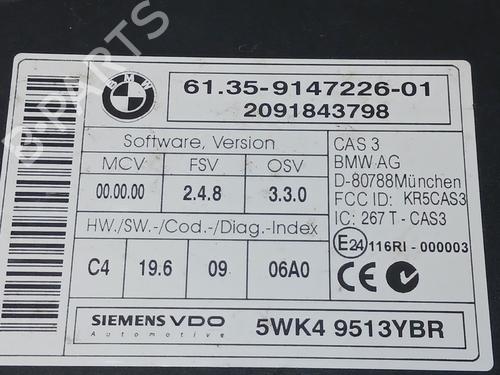 B-PARTS
BMW
61.35-9147226-01
2091843798
Software, Version
MCV FSV OSV
00.00.00 2.4.8 3.3.0
HW./SW.-/Cod.-/Diag.-Index
C4 19.6 09 06A0
CAS 3
BMW AG
D-80788München
FCC ID: KR5CAS3
IC: 267 T - CAS3
E24 116RI - 000003
CE
SIEMENS VDO
Automotive
5WK4 9513YBR